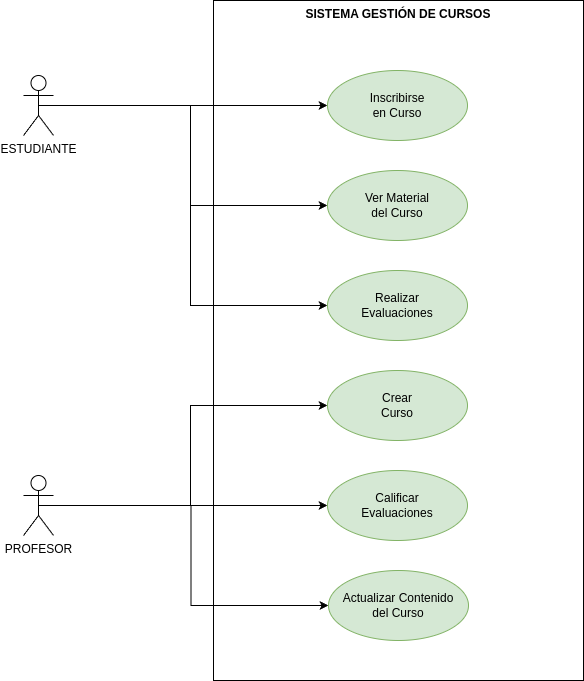 SISTEMA GESTIÓN DE CURSOS
Inscribirse
en Curso
ESTUDIANTE
Ver Material
del Curso
Realizar
Evaluaciones
Crear
Curso
Calificar
Evaluaciones
PROFESOR
Actualizar Contenido
del Curso